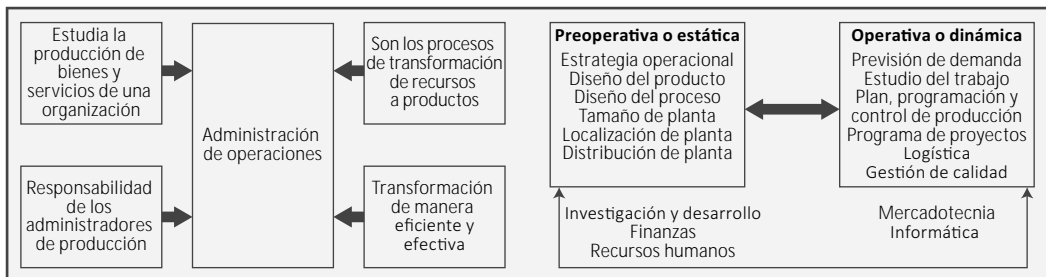 Estudia la
producción de
bienes y
servicios de una
organización
Responsabilidad
de los
administradores
de producción
Administración
de operaciones
Son los procesos
de transformación
de recursos
a productos
Transformación
de manera
eficiente y
efectiva
Preoperativa o estática
Estrategia operacional
Diseño del producto
Diseño del proceso
Tamaño de planta
Localización de planta
Distribución de planta
Operativa o dinámica
Previsión de demanda
Estudio del trabajo
Plan, programación y
control de producción
Programa de proyectos
Logística
Gestión de calidad
Investigación y desarrollo
Finanzas
Recursos humanos
Mercadotecnia
Informática